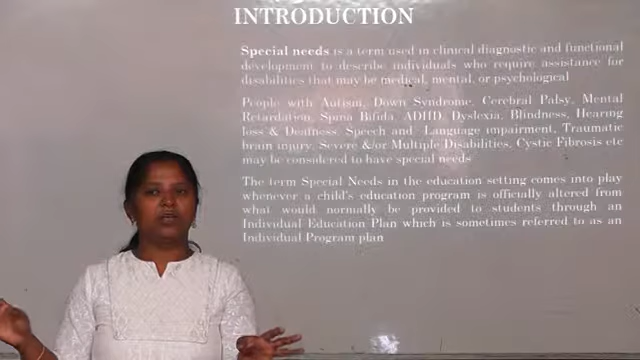 INTRODUCTION
Special needs is a term used in clinical diagnostic and functional
development to describe individuals who require assistance for
disabilities that may be medical, mental, or psychological
People with Autism, Down Syndrome, Cerebral Palsy, Mental
Retardation, Spina Bifida, ADHD, Dyslexia, Blindness, Hearing
loss & Deafness, Speech and Language impairment, Traumatic
brain injury, Severe &/or Multiple Disabilities, Cystic Fibrosis etc
may be considered to have special needs
The term Special Needs in the education setting comes into play
whenever a child's education program is officially altered from
what would normally be provided to students through an
Individual Education Plan which is sometimes referred to as an
Individual Program plan